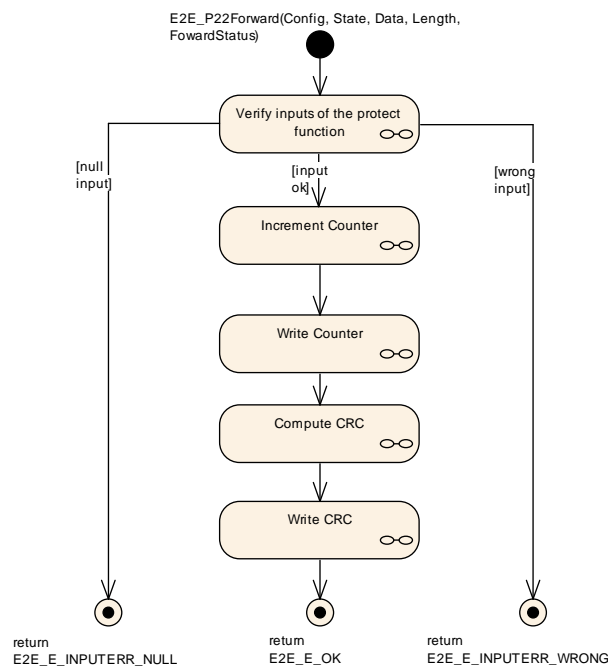 E2E_P22Forward(Config, State, Data, Length,
FowardStatus)
Verify inputs of the protect
function
[null
input]
[input
ok]
[wrong
input]
Increment Counter
Write Counter
Compute CRC
Write CRC
return
E2E_E_INPUTERR_NULL
return
E2E_E_OK
return
E2E_E_INPUTERR_WRONG